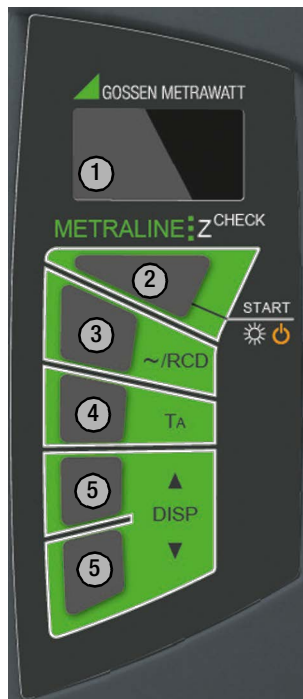 GOSSEN METRAWATT
1
METRALINE Z CHECK
2
START
3
~/RCD
4
TA
5
▲
DISP
▼
5